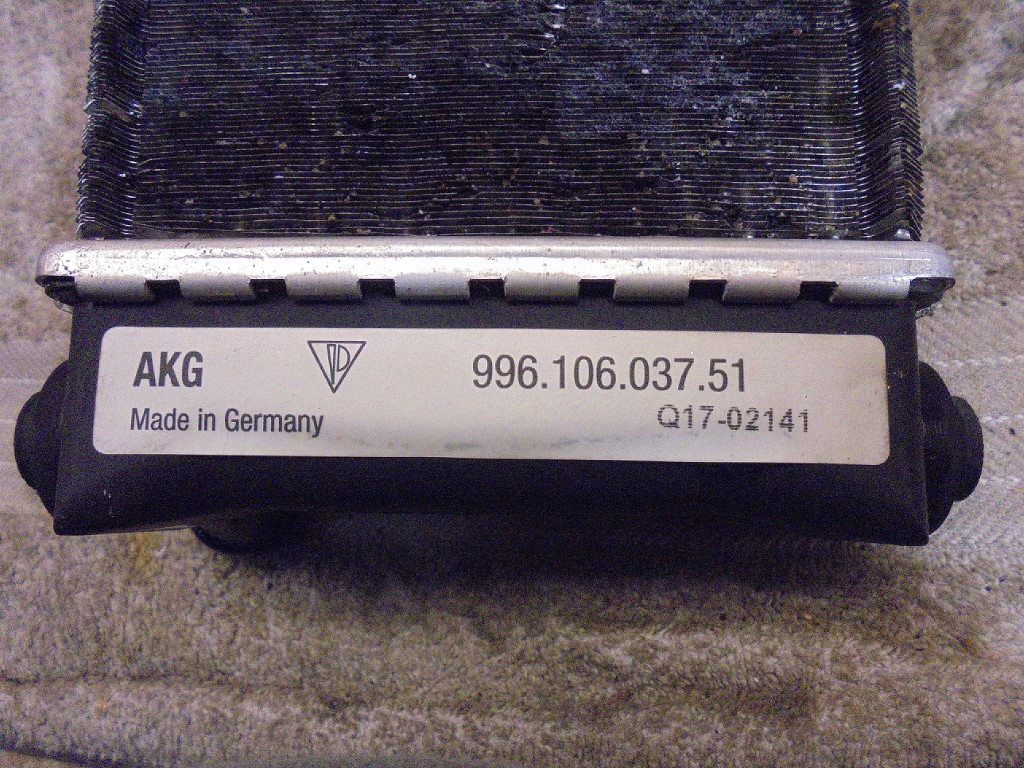 AKG 996.106.037.51
Made in Germany Q17-02141